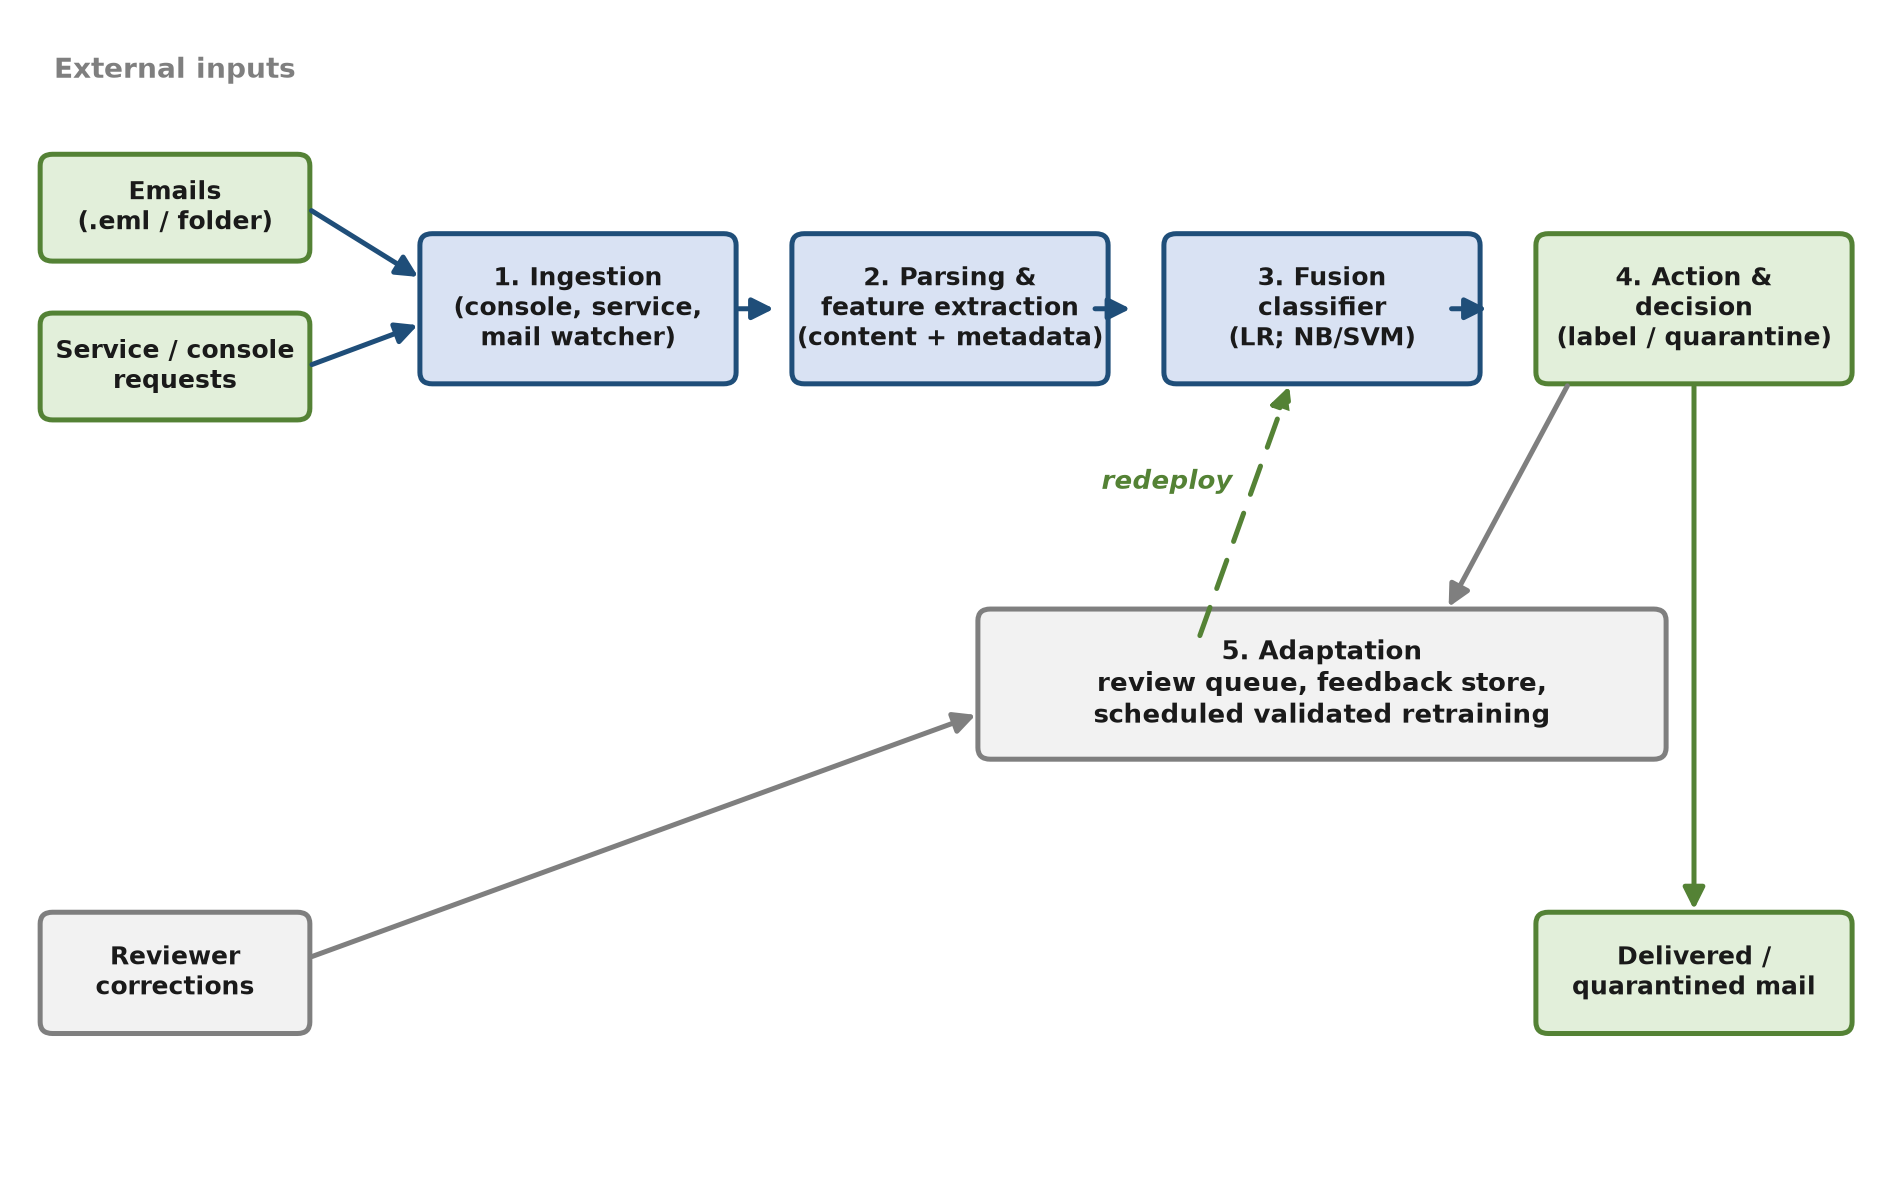 External inputs
Emails
(.eml / folder)
Service / console
requests
1. Ingestion
(console, service,
mail watcher)
2. Parsing &
feature extraction
(content + metadata)
3. Fusion
classifier
(LR; NB/SVM)
4. Action &
decision
(label / quarantine)
redeploy
5. Adaptation
review queue, feedback store,
scheduled validated retraining
Reviewer
corrections
Delivered /
quarantined mail